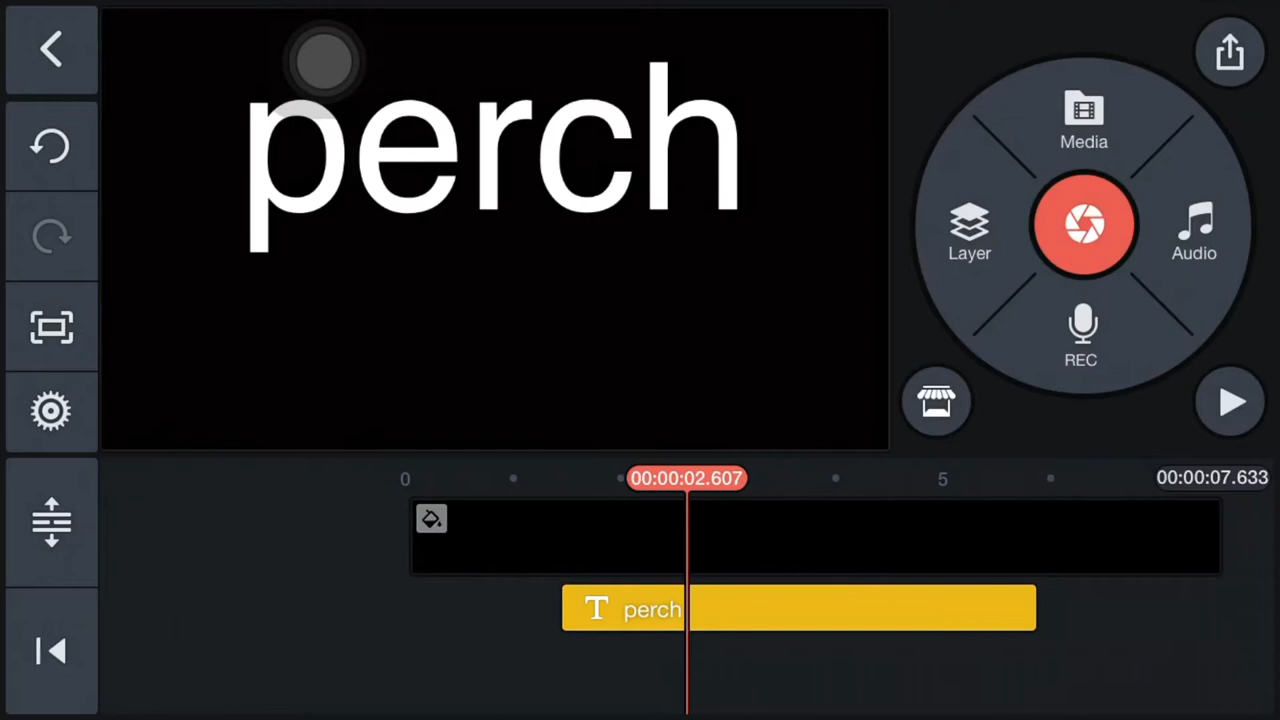 perch
Media
Layer
Audio
REC
0
00:00:02.607
5
00:00:07.633
T perch